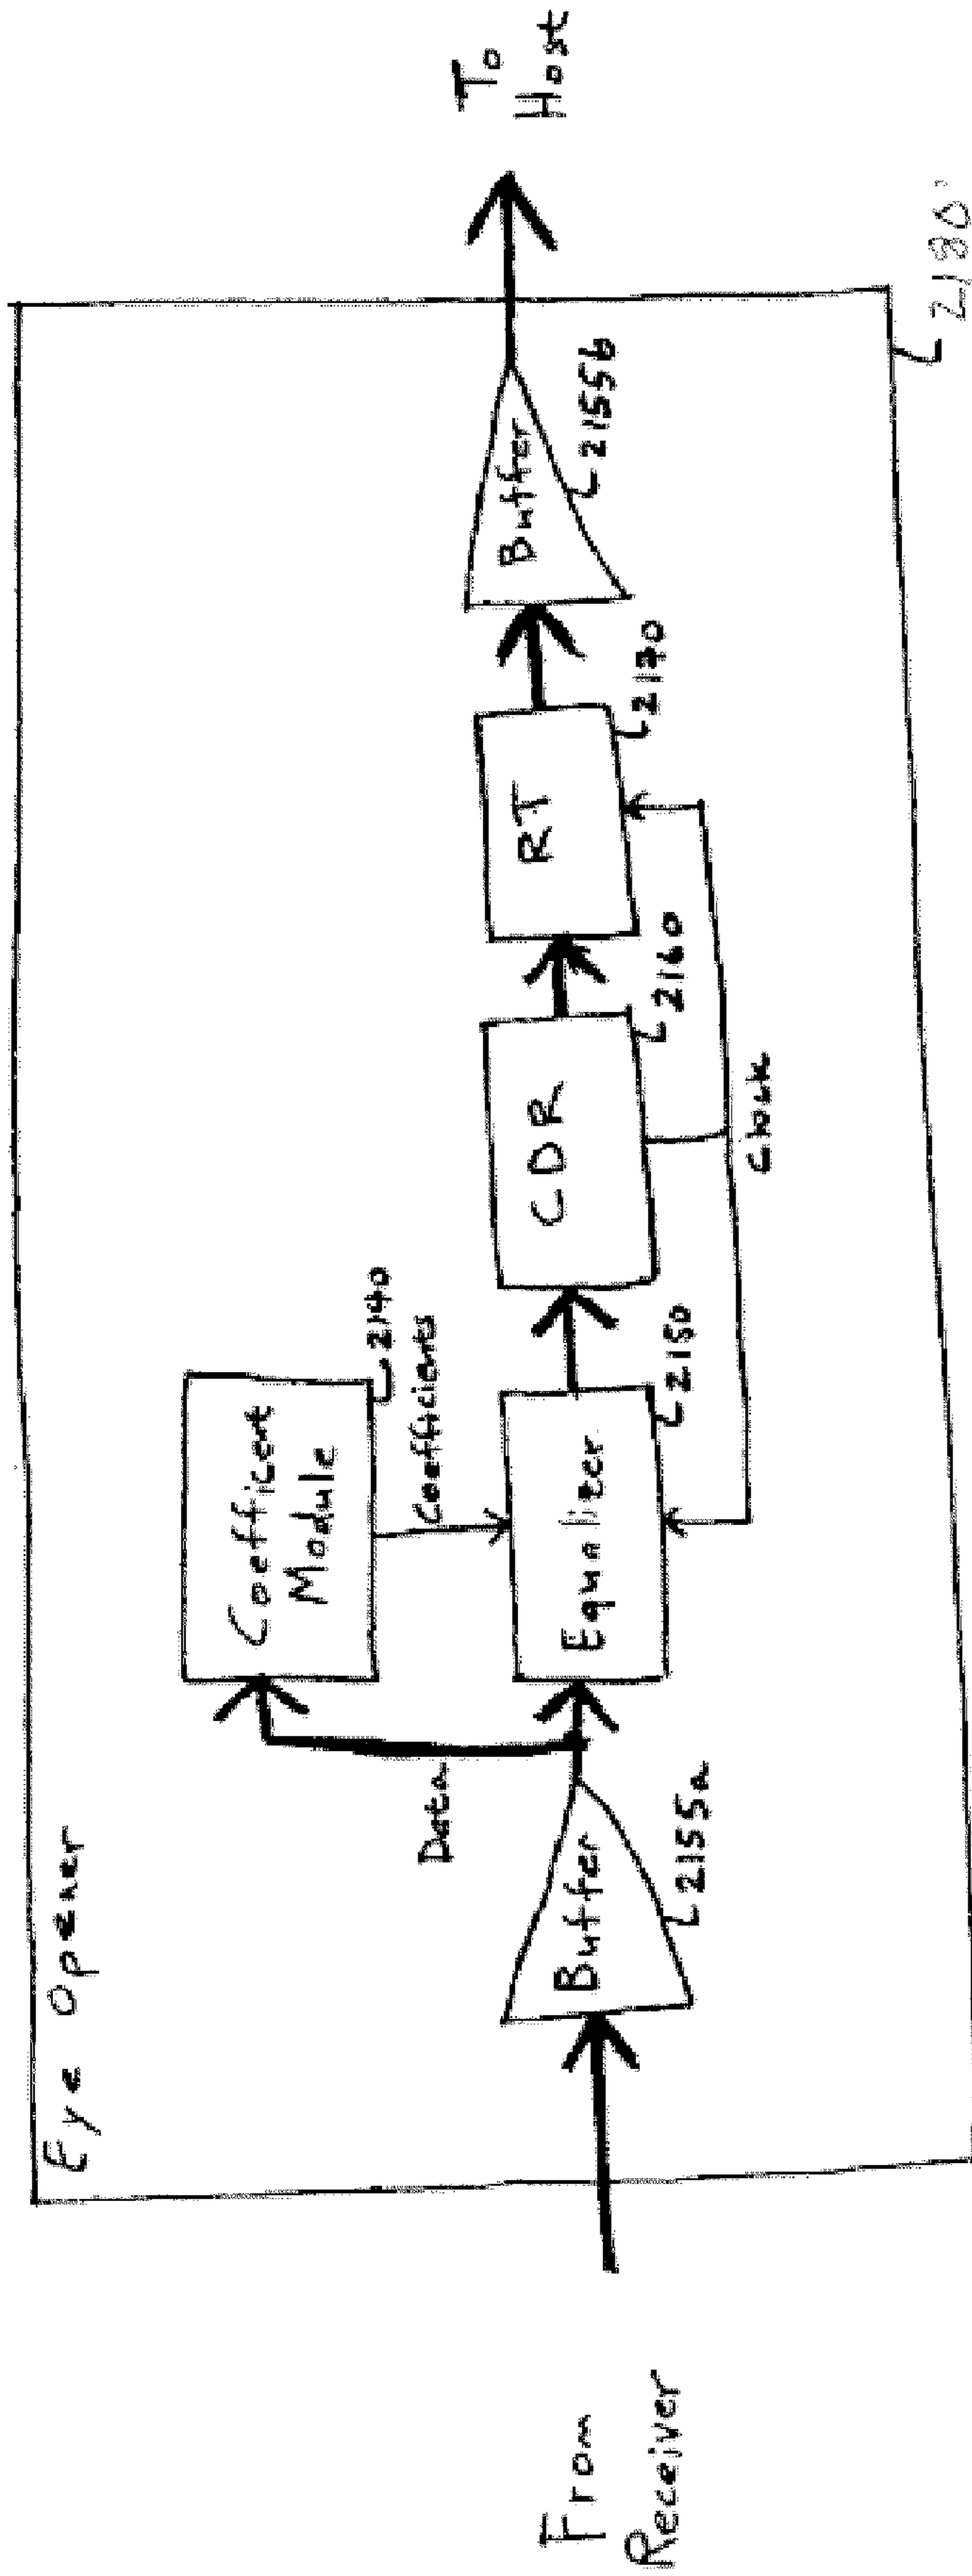 Eye Opener
From
Receiver
Buffer
2155a
Data
Coefficent
Module
2140
Coefficients
Equalizer
2150
CDR
2160
Clock
RT
2170
Buffer
2155b
To
Host
2180'